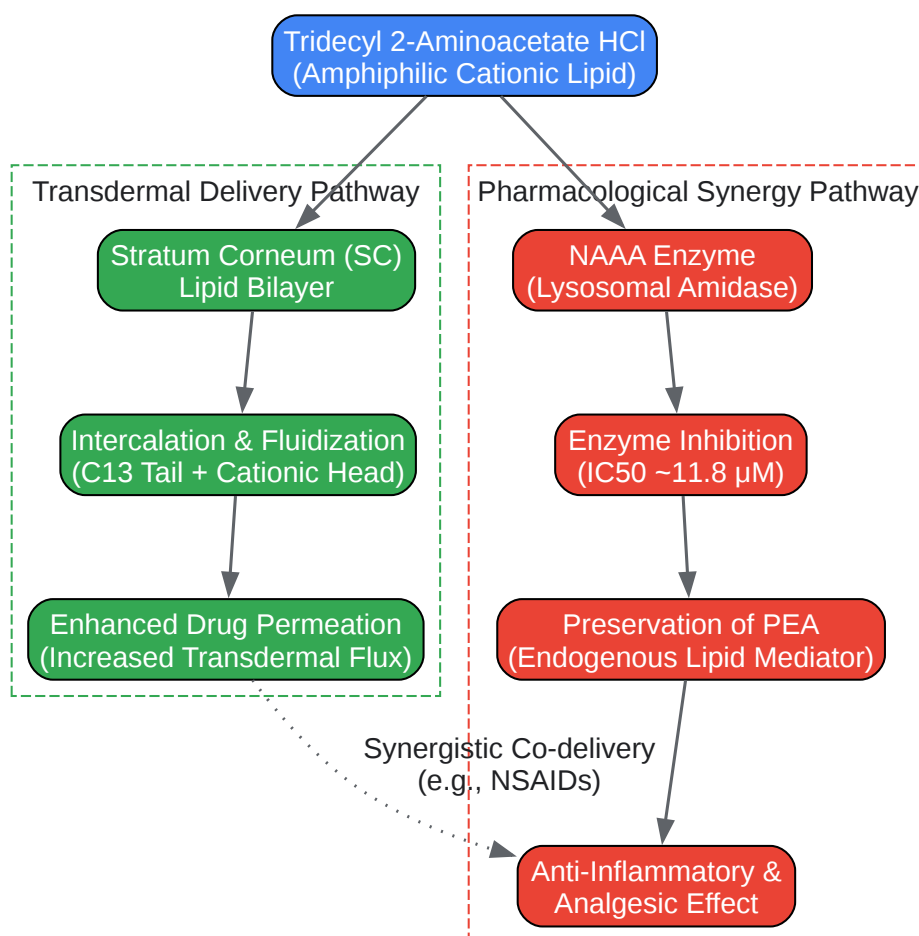 Tridecyl 2-Aminoacetate HCl
(Amphiphilic Cationic Lipid)
Transdermal Delivery Pathway
Stratum Corneum (SC)
Lipid Bilayer
Intercalation & Fluidization
(C13 Tail + Cationic Head)
Enhanced Drug Permeation
(Increased Transdermal Flux)
Pharmacological Synergy Pathway
NAAA Enzyme
(Lysosomal Amidase)
Enzyme Inhibition
(IC50 ~11.8 μM)
Preservation of PEA
(Endogenous Lipid Mediator)
Synergistic Co-delivery
(e.g., NSAIDs)
Anti-Inflammatory &
Analgesic Effect